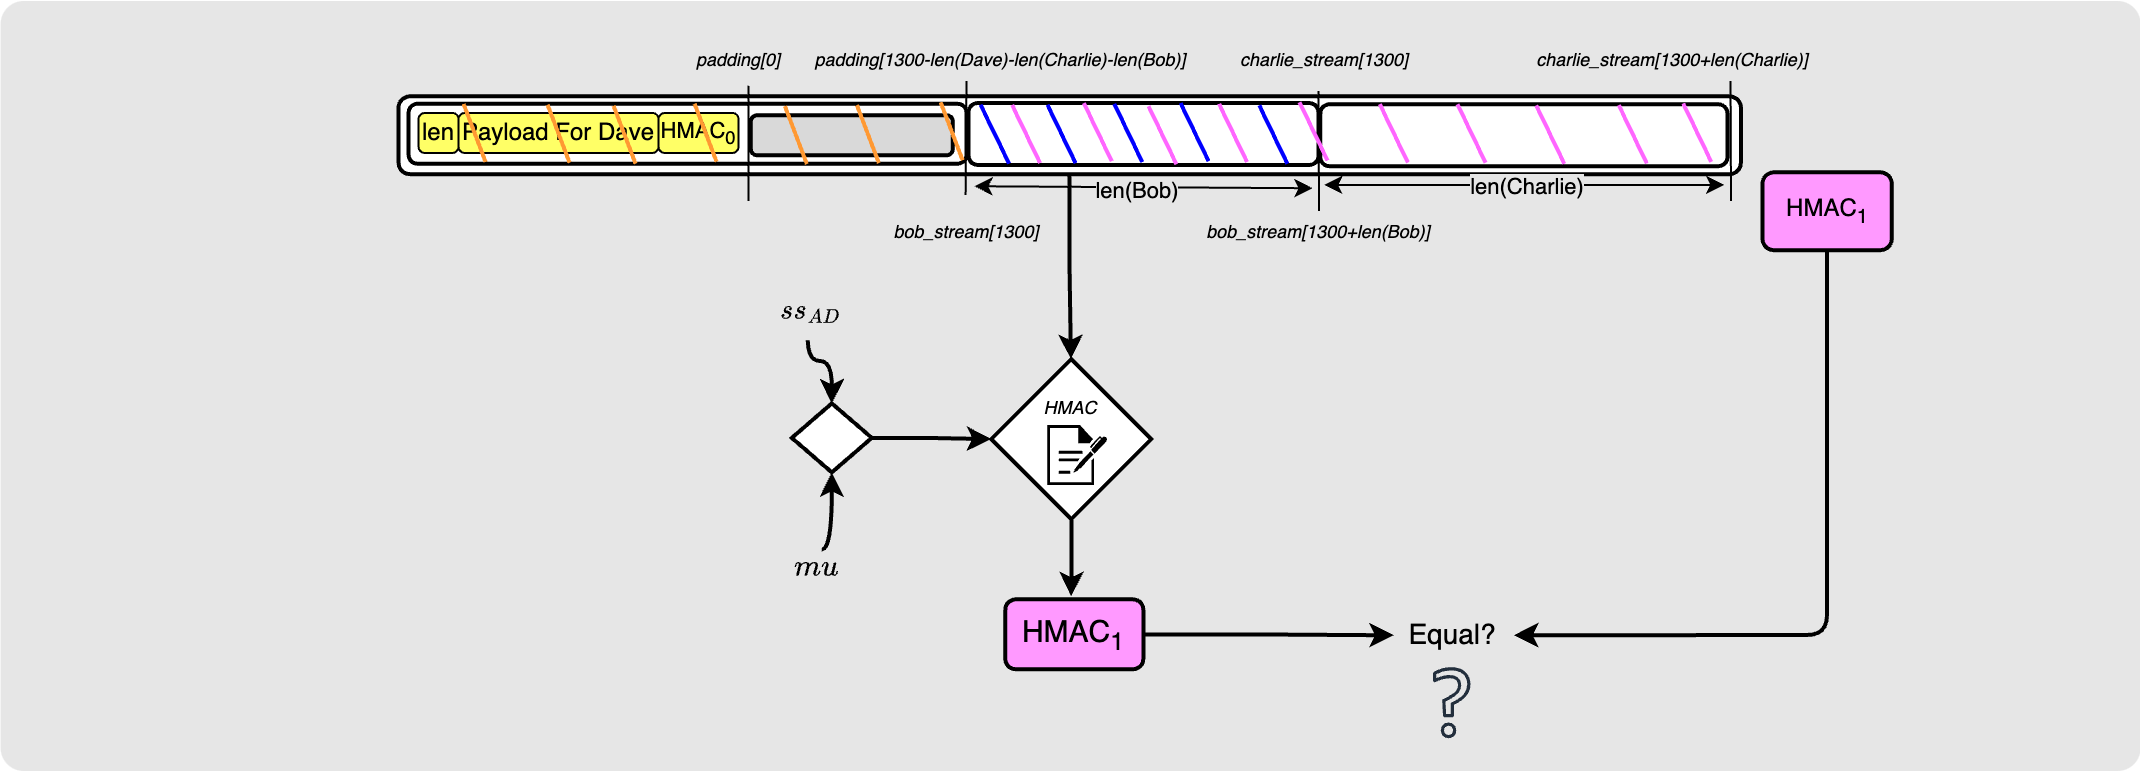 padding[0] padding[1300-len(Dave)-len(Charlie)-len(Bob)] charlie_stream[1300] charlie_stream[1300+len(Charlie)]
len Payload For Dave HMAC0
len(Bob) len(Charlie)
HMAC1
bob_stream[1300] bob_stream[1300+len(Bob)]
ssAD
HMAC
mu
HMAC1 Equal?
?